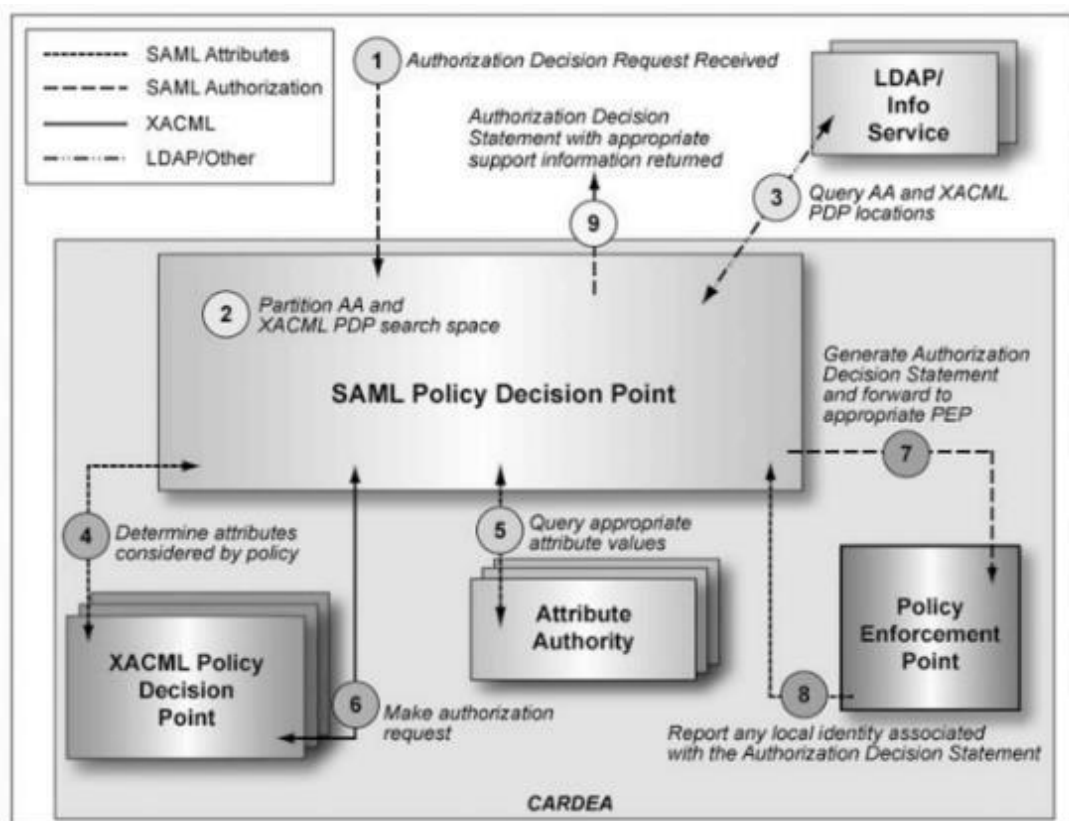 SAML Attributes
SAML Authorization
XACML
LDAP/Other
1
Authorization Decision Request Received
Authorization Decision
Statement with appropriate
support information returned
9
LDAP/
Info
Service
3
Query AA and XACML
PDP locations
2
Partition AA and
XACML PDP search space
SAML Policy Decision Point
Generate Authorization
Decision Statement
and forward to
appropriate PEP
7
4
Determine attributes
considered by policy
5
Query appropriate
attribute values
XACML Policy
Decision
Point
6
Make authorization
request
Attribute
Authority
Policy
Enforcement
Point
8
Report any local identity associated
with the Authorization Decision Statement
CARDEA